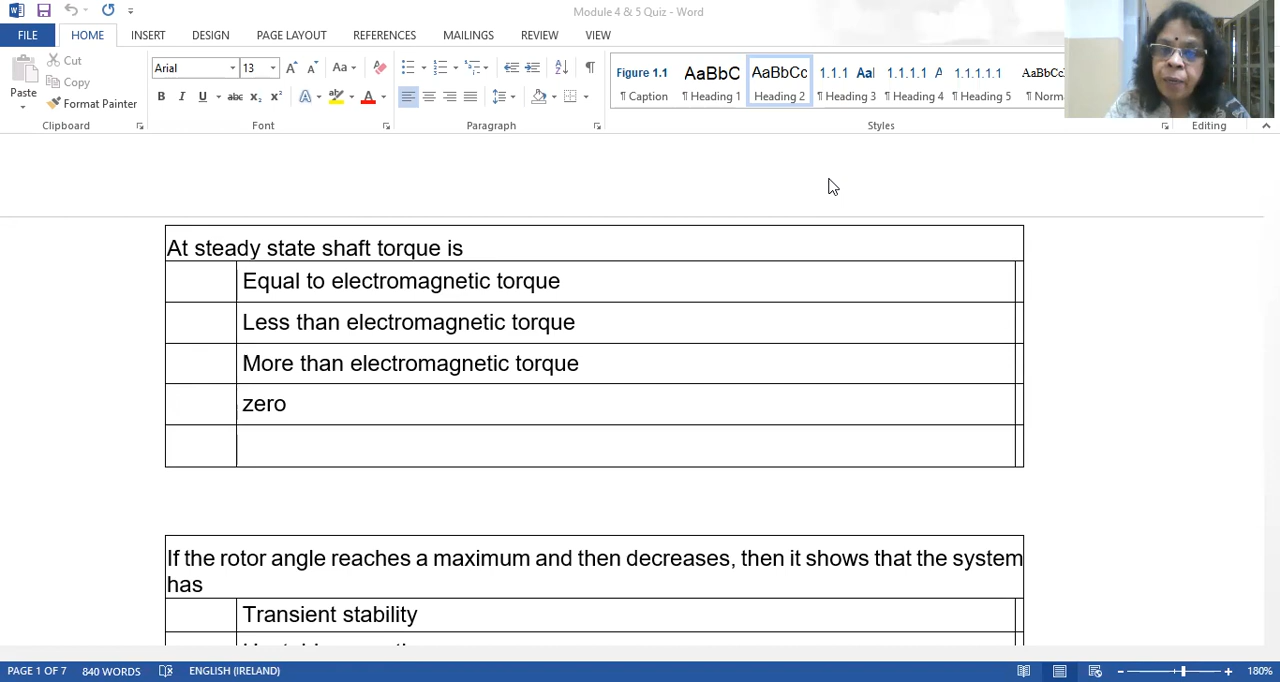 Module 4 & 5 Quiz - Word
FILE HOME INSERT DESIGN PAGE LAYOUT REFERENCES MAILINGS REVIEW VIEW
Paste
Cut
Copy
Format Painter
Clipboard
Arial 13
Font
Paragraph
Figure 1.1 AaBbC AaBbCc 1.1.1 Aal 1.1.1.1 A 1.1.1.1.1 AaBbCc
¶ Caption ¶ Heading 1 Heading 2 ¶ Heading 3 ¶ Heading 4 ¶ Heading 5 ¶ Norm
Styles
Editing
At steady state shaft torque is
Equal to electromagnetic torque
Less than electromagnetic torque
More than electromagnetic torque
zero
If the rotor angle reaches a maximum and then decreases, then it shows that the system
has
Transient stability
PAGE 1 OF 7 840 WORDS ENGLISH (IRELAND) 180%